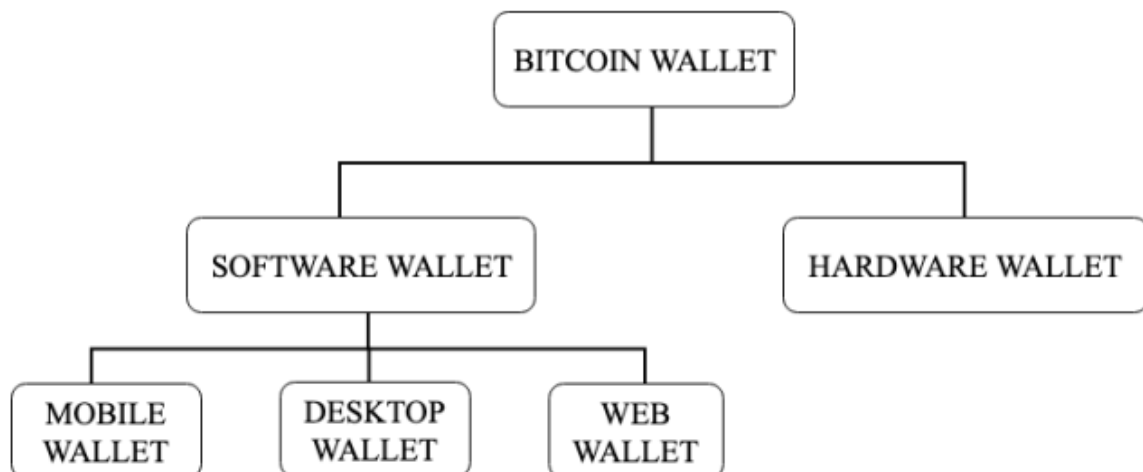 BITCOIN WALLET
SOFTWARE WALLET
HARDWARE WALLET
MOBILE
WALLET
DESKTOP
WALLET
WEB
WALLET